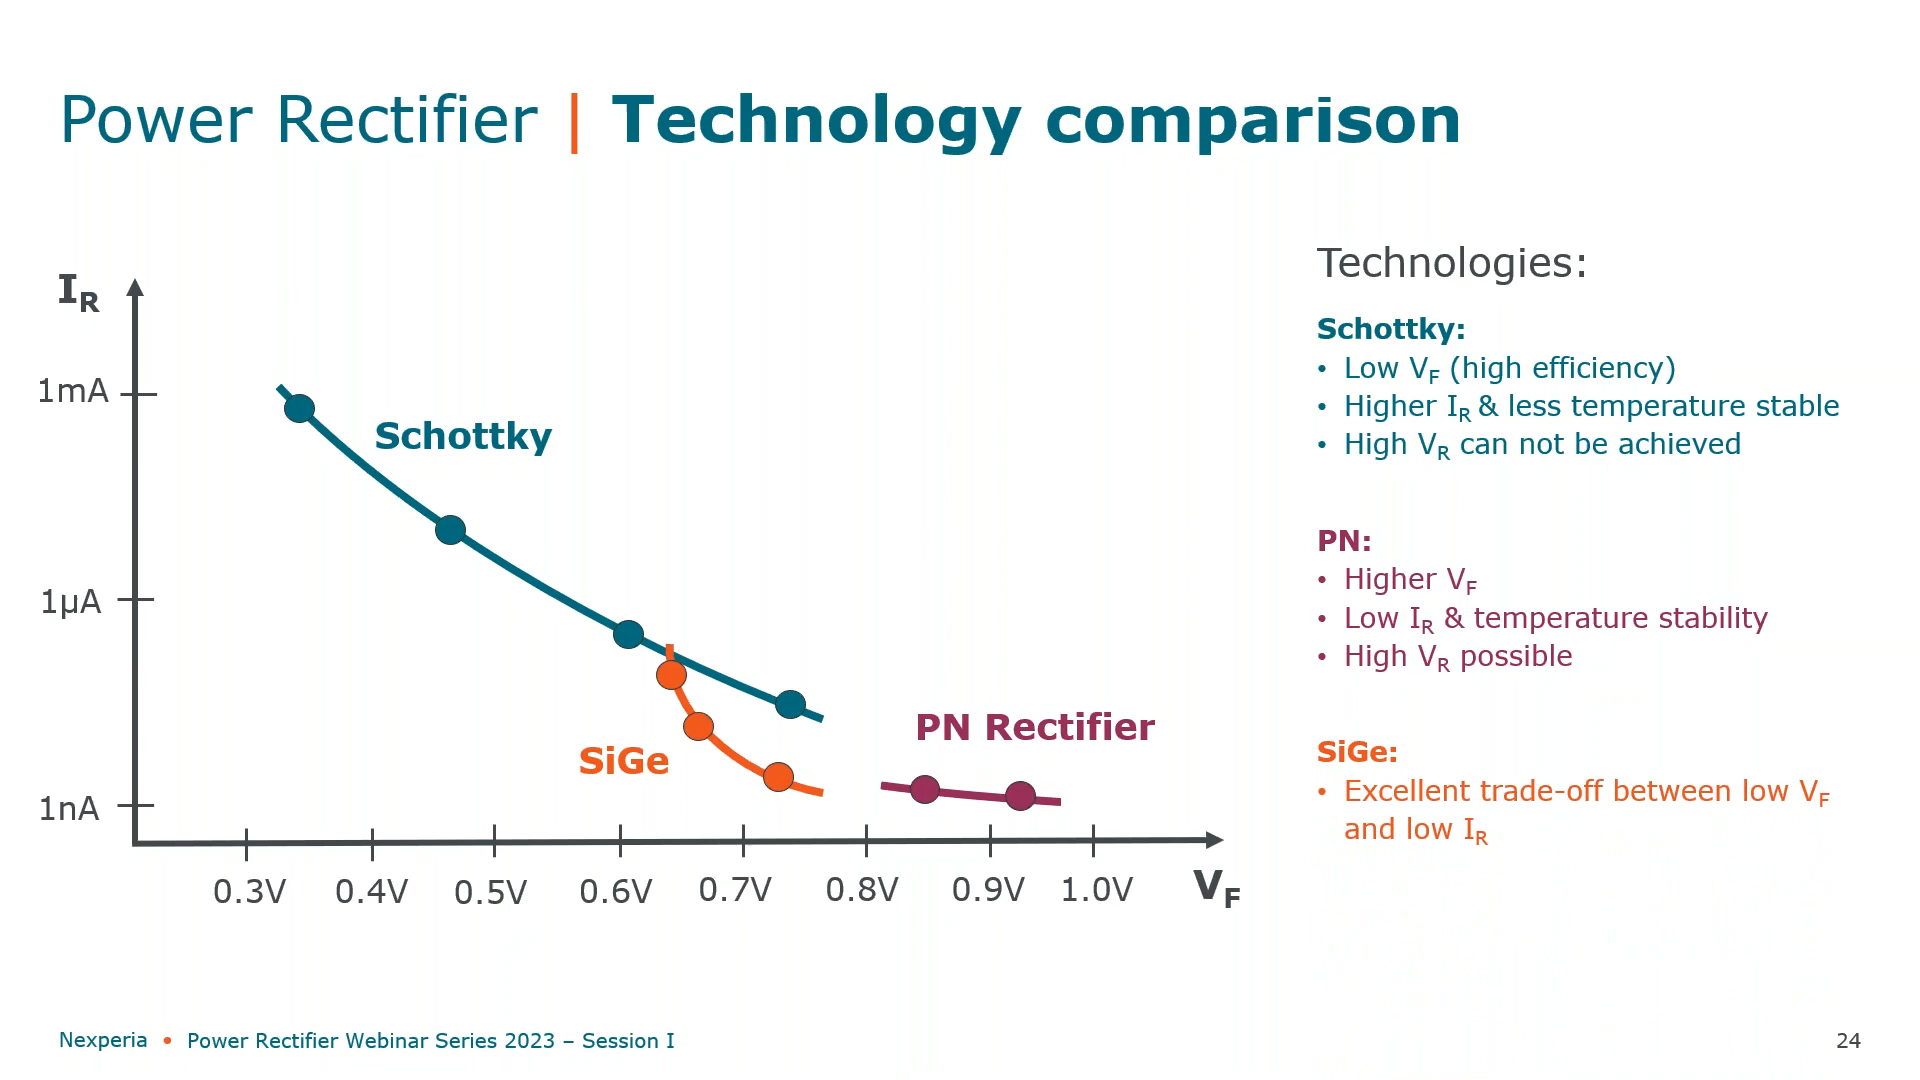 Power Rectifier | Technology comparison
IR
1mA
1µA
1nA
Schottky
SiGe
PN Rectifier
0.3V 0.4V 0.5V 0.6V 0.7V 0.8V 0.9V 1.0V VF
Technologies:
Schottky:
• Low VF (high efficiency)
• Higher IR & less temperature stable
• High VR can not be achieved
PN:
• Higher VF
• Low IR & temperature stability
• High VR possible
SiGe:
• Excellent trade-off between low VF
and low IR
Nexperia • Power Rectifier Webinar Series 2023 – Session I
24